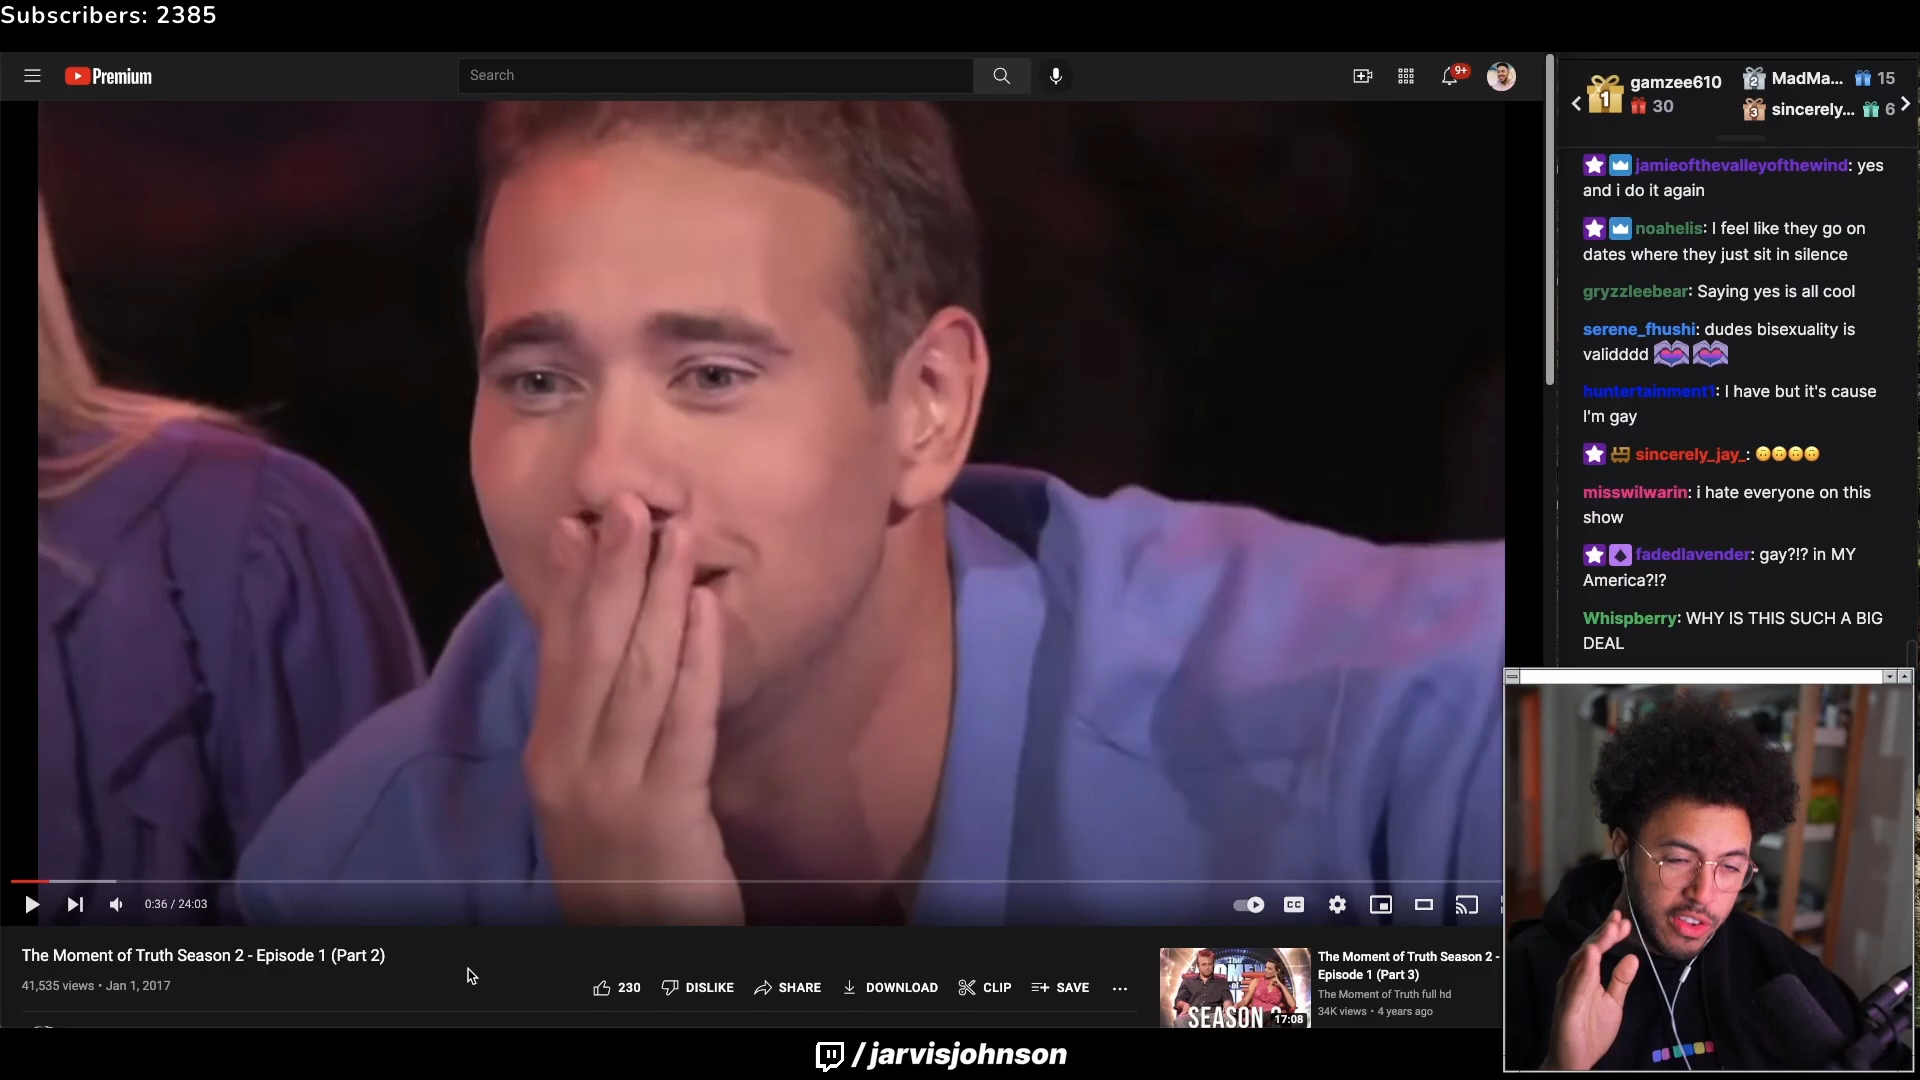 Subscribers: 2385
Premium
Search
9+
1
gamzee610
30
2
MadMa...
15
3
sincerely...
6
jamieofthevalleyofthewind: yes
and i do it again
noahelis: I feel like they go on
dates where they just sit in silence
gryzzleebear: Saying yes is all cool
serene_fhushi: dudes bisexuality is
validddd
huntertainment1: I have but it's cause
I'm gay
sincerely_jay_:
misswilwarin: i hate everyone on this
show
fadedlavender: gay?!? in MY
America?!?
Whispberry: WHY IS THIS SUCH A BIG
DEAL
0:36 / 24:03
CC
The Moment of Truth Season 2 - Episode 1 (Part 2)
41,535 views • Jan 1, 2017
230
DISLIKE
SHARE
DOWNLOAD
CLIP
SAVE
SEASON
17:08
The Moment of Truth Season 2 -
Episode 1 (Part 3)
The Moment of Truth full hd
34K views • 4 years ago
/jarvisjohnson